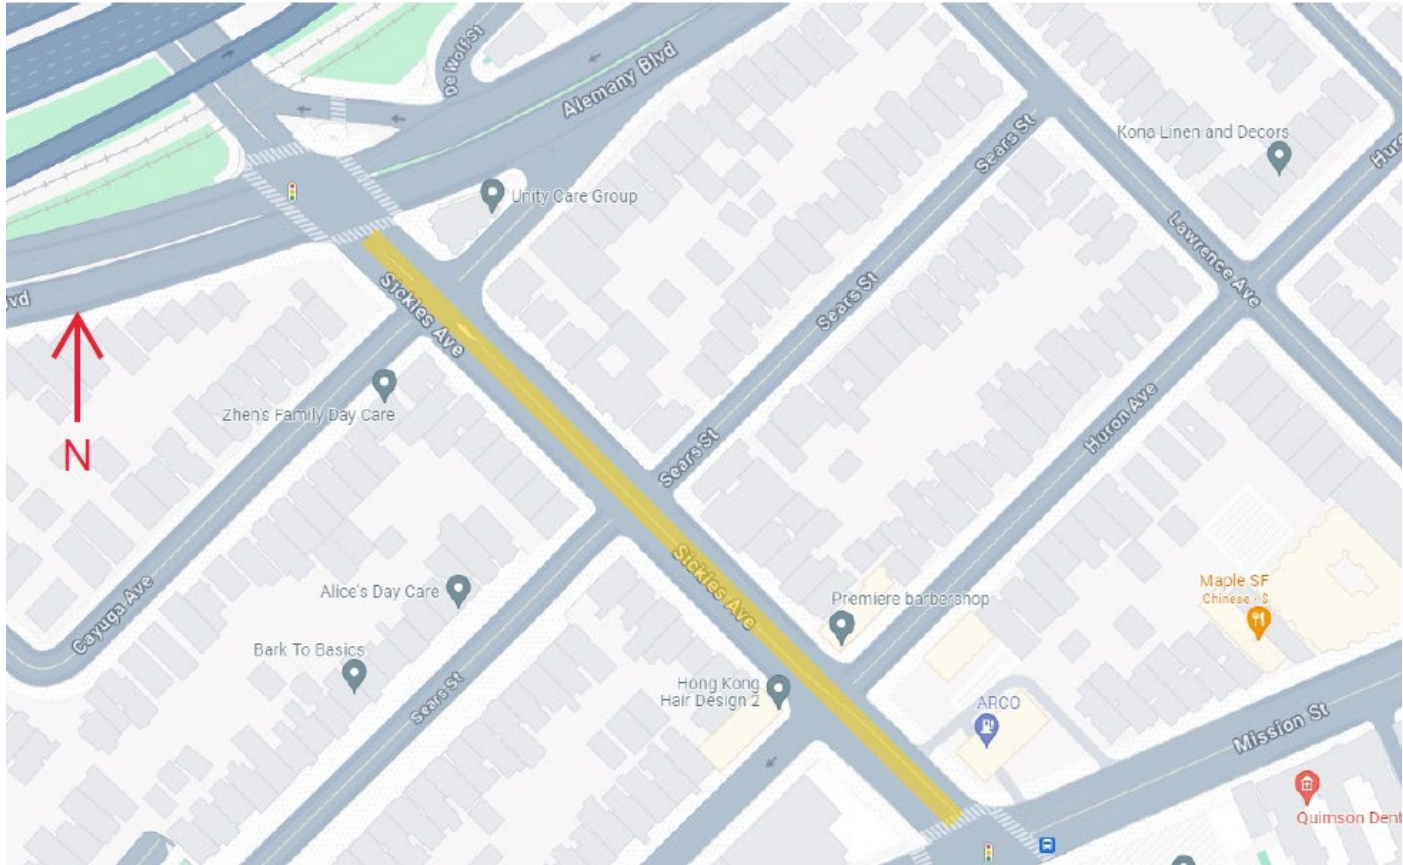 De Wolf St
Alemany Blvd
Sears St
Kona Linen and Decors
Huro
Unity Care Group
Lawrence Ave
vd
Sickles Ave
Sears St
N
Zhen's Family Day Care
Huron Ave
Sears St
Cayuga Ave
Alice's Day Care
Sickles Ave
Premiere barbershop
Maple SF
Chinese · $
Bark To Basics
Sears St
Hong Kong
Hair Design 2
ARCO
Mission St
Quimson Dent